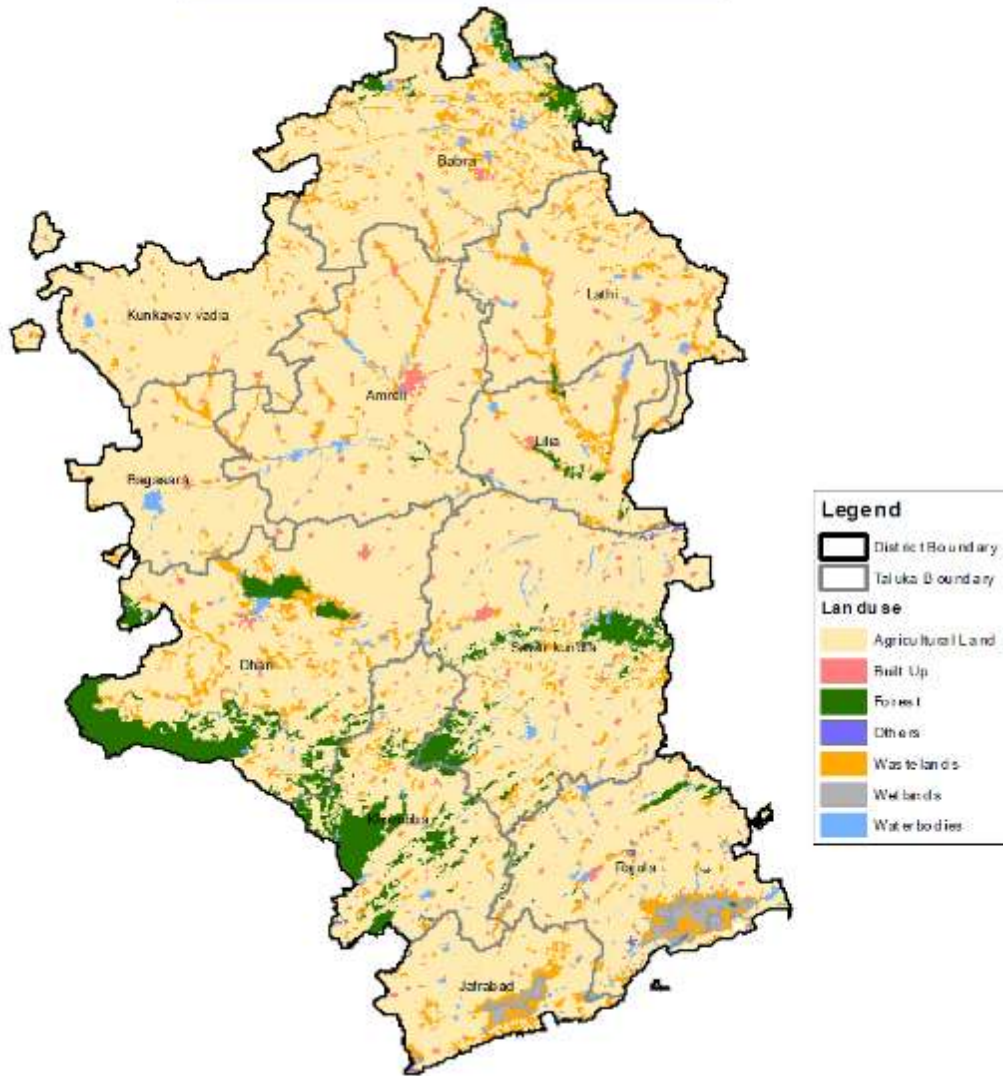 Babra
Lathi
Kunkavav vadia
Amreli
Lilia
Bagasara
Legend
District Boundary
Taluka Boundary
Landuse
Agricultural Land
Built Up
Forest
Others
Wastelands
Wetlands
Waterbodies
Savar kundla
Dhari
Khambha
Rajula
Jafrabad